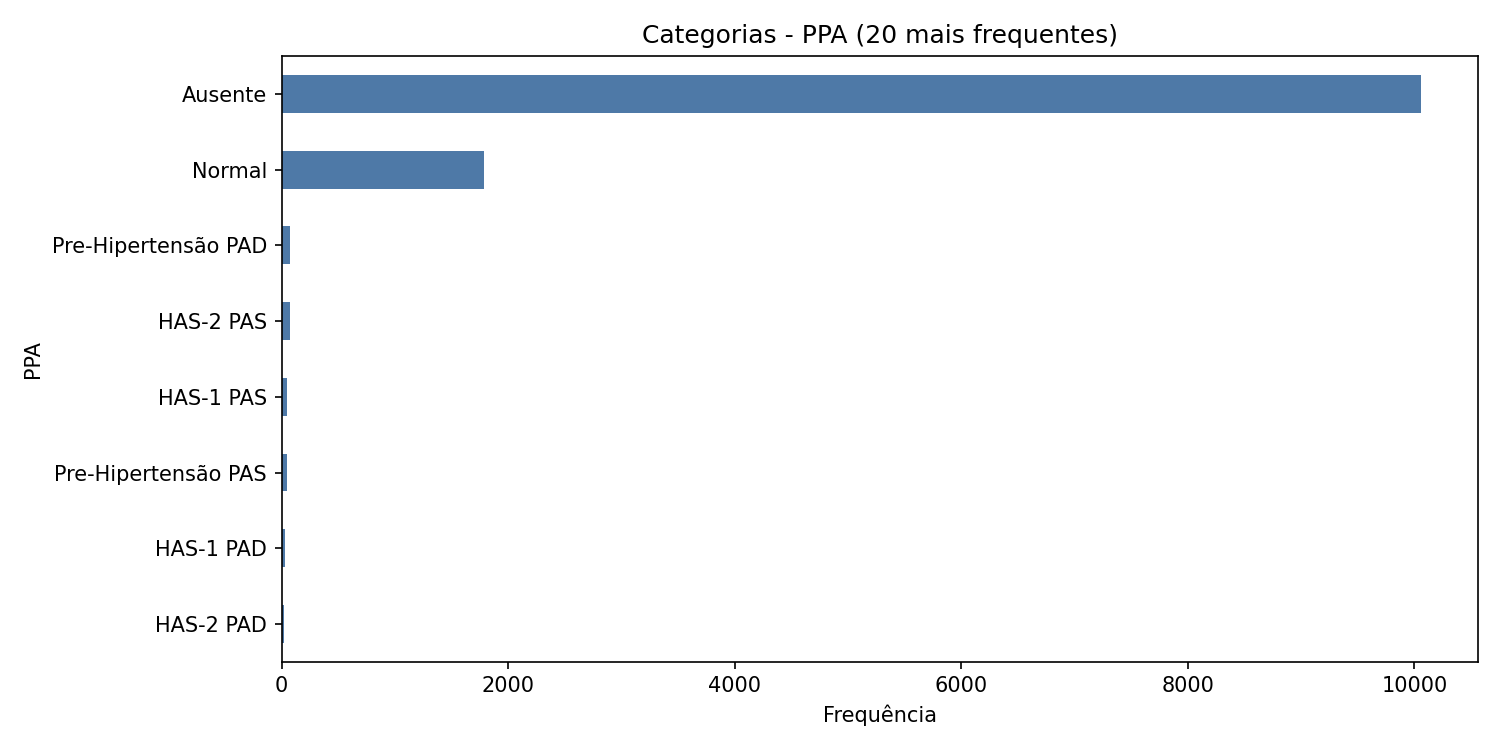 Categorias - PPA (20 mais frequentes)
Ausente
Normal
Pre-Hipertensão PAD
HAS-2 PAS
HAS-1 PAS
Pre-Hipertensão PAS
HAS-1 PAD
HAS-2 PAD
PPA
0 2000 4000 6000 8000 10000
Frequência